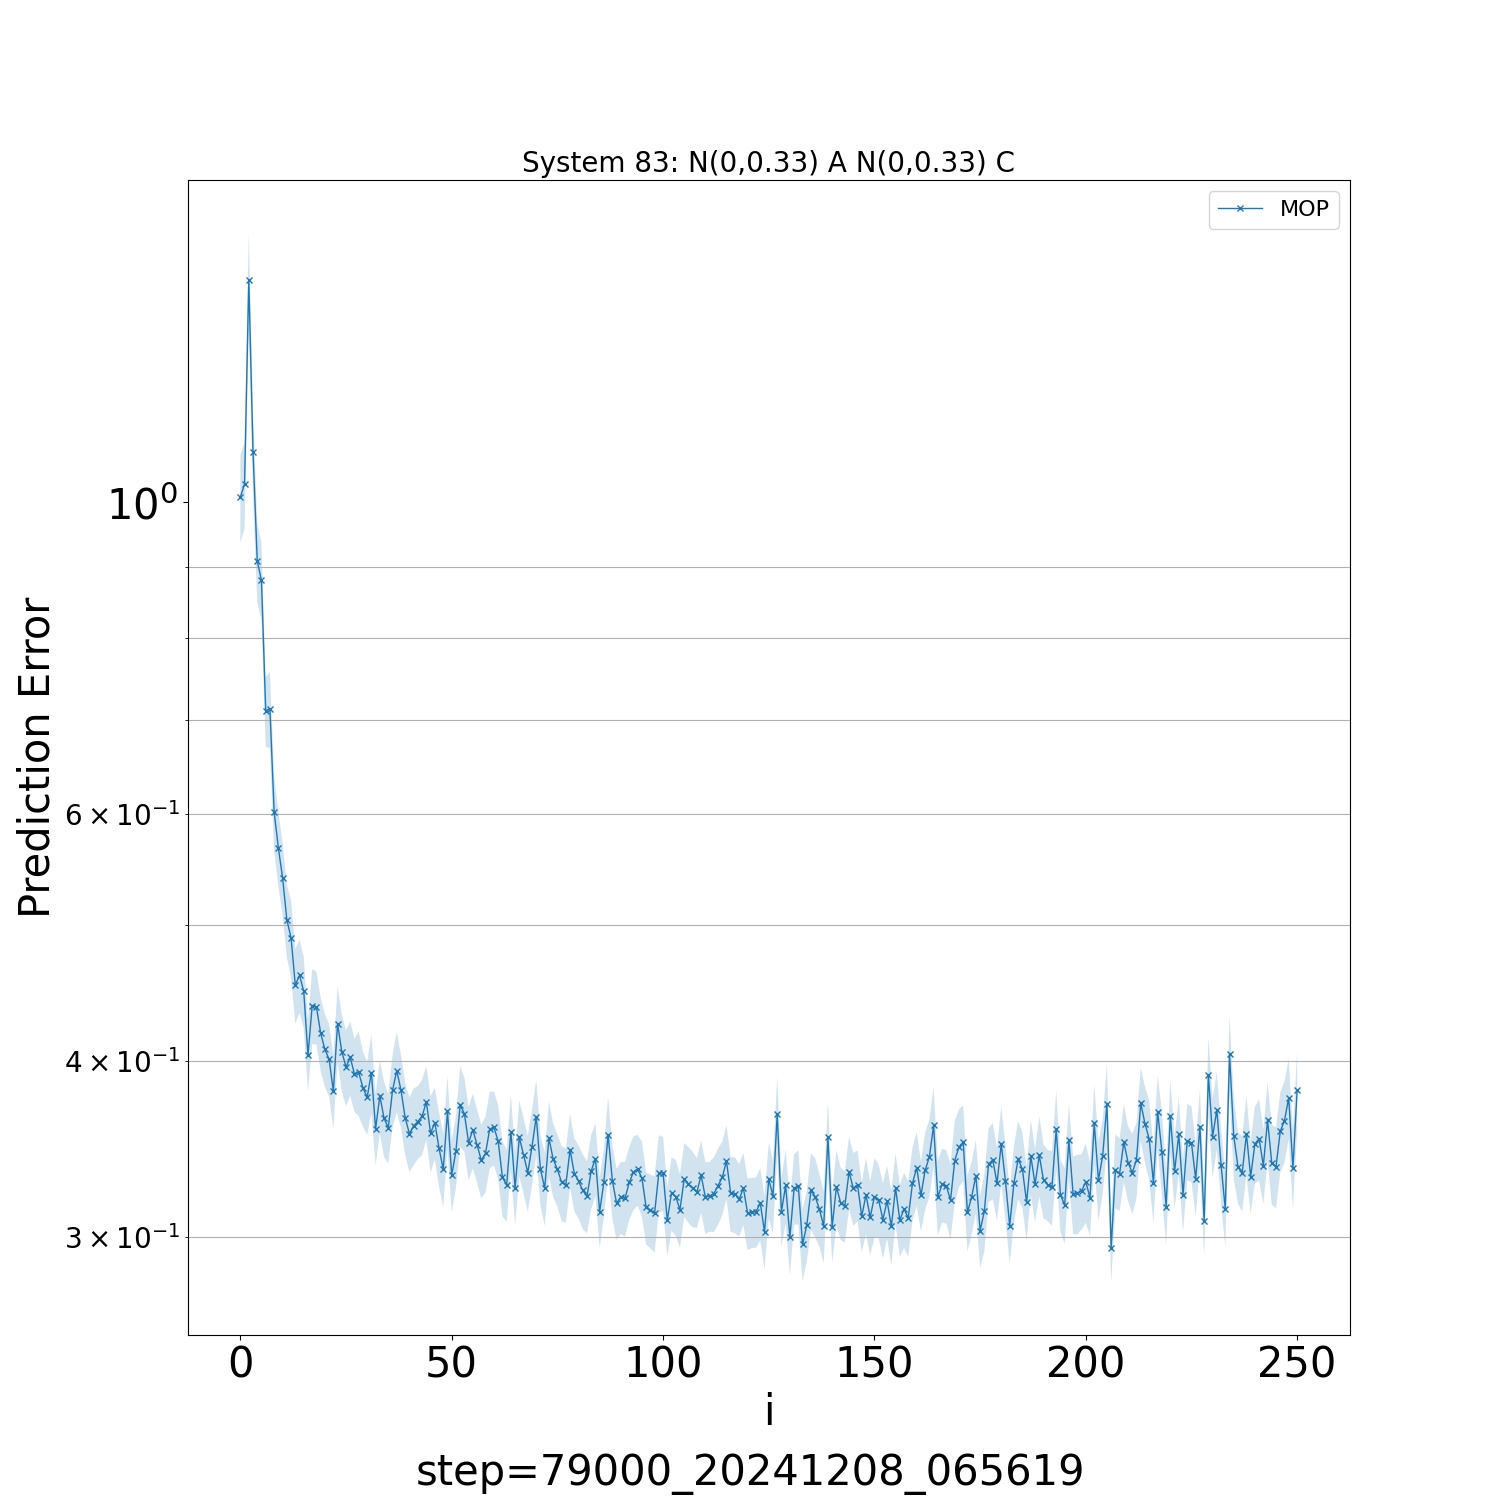 System 83: N(0,0.33) A N(0,0.33) C
MOP
Prediction Error
10⁰
6 × 10⁻¹
4 × 10⁻¹
3 × 10⁻¹
0 50 100 150 200 250
i
step=79000_20241208_065619